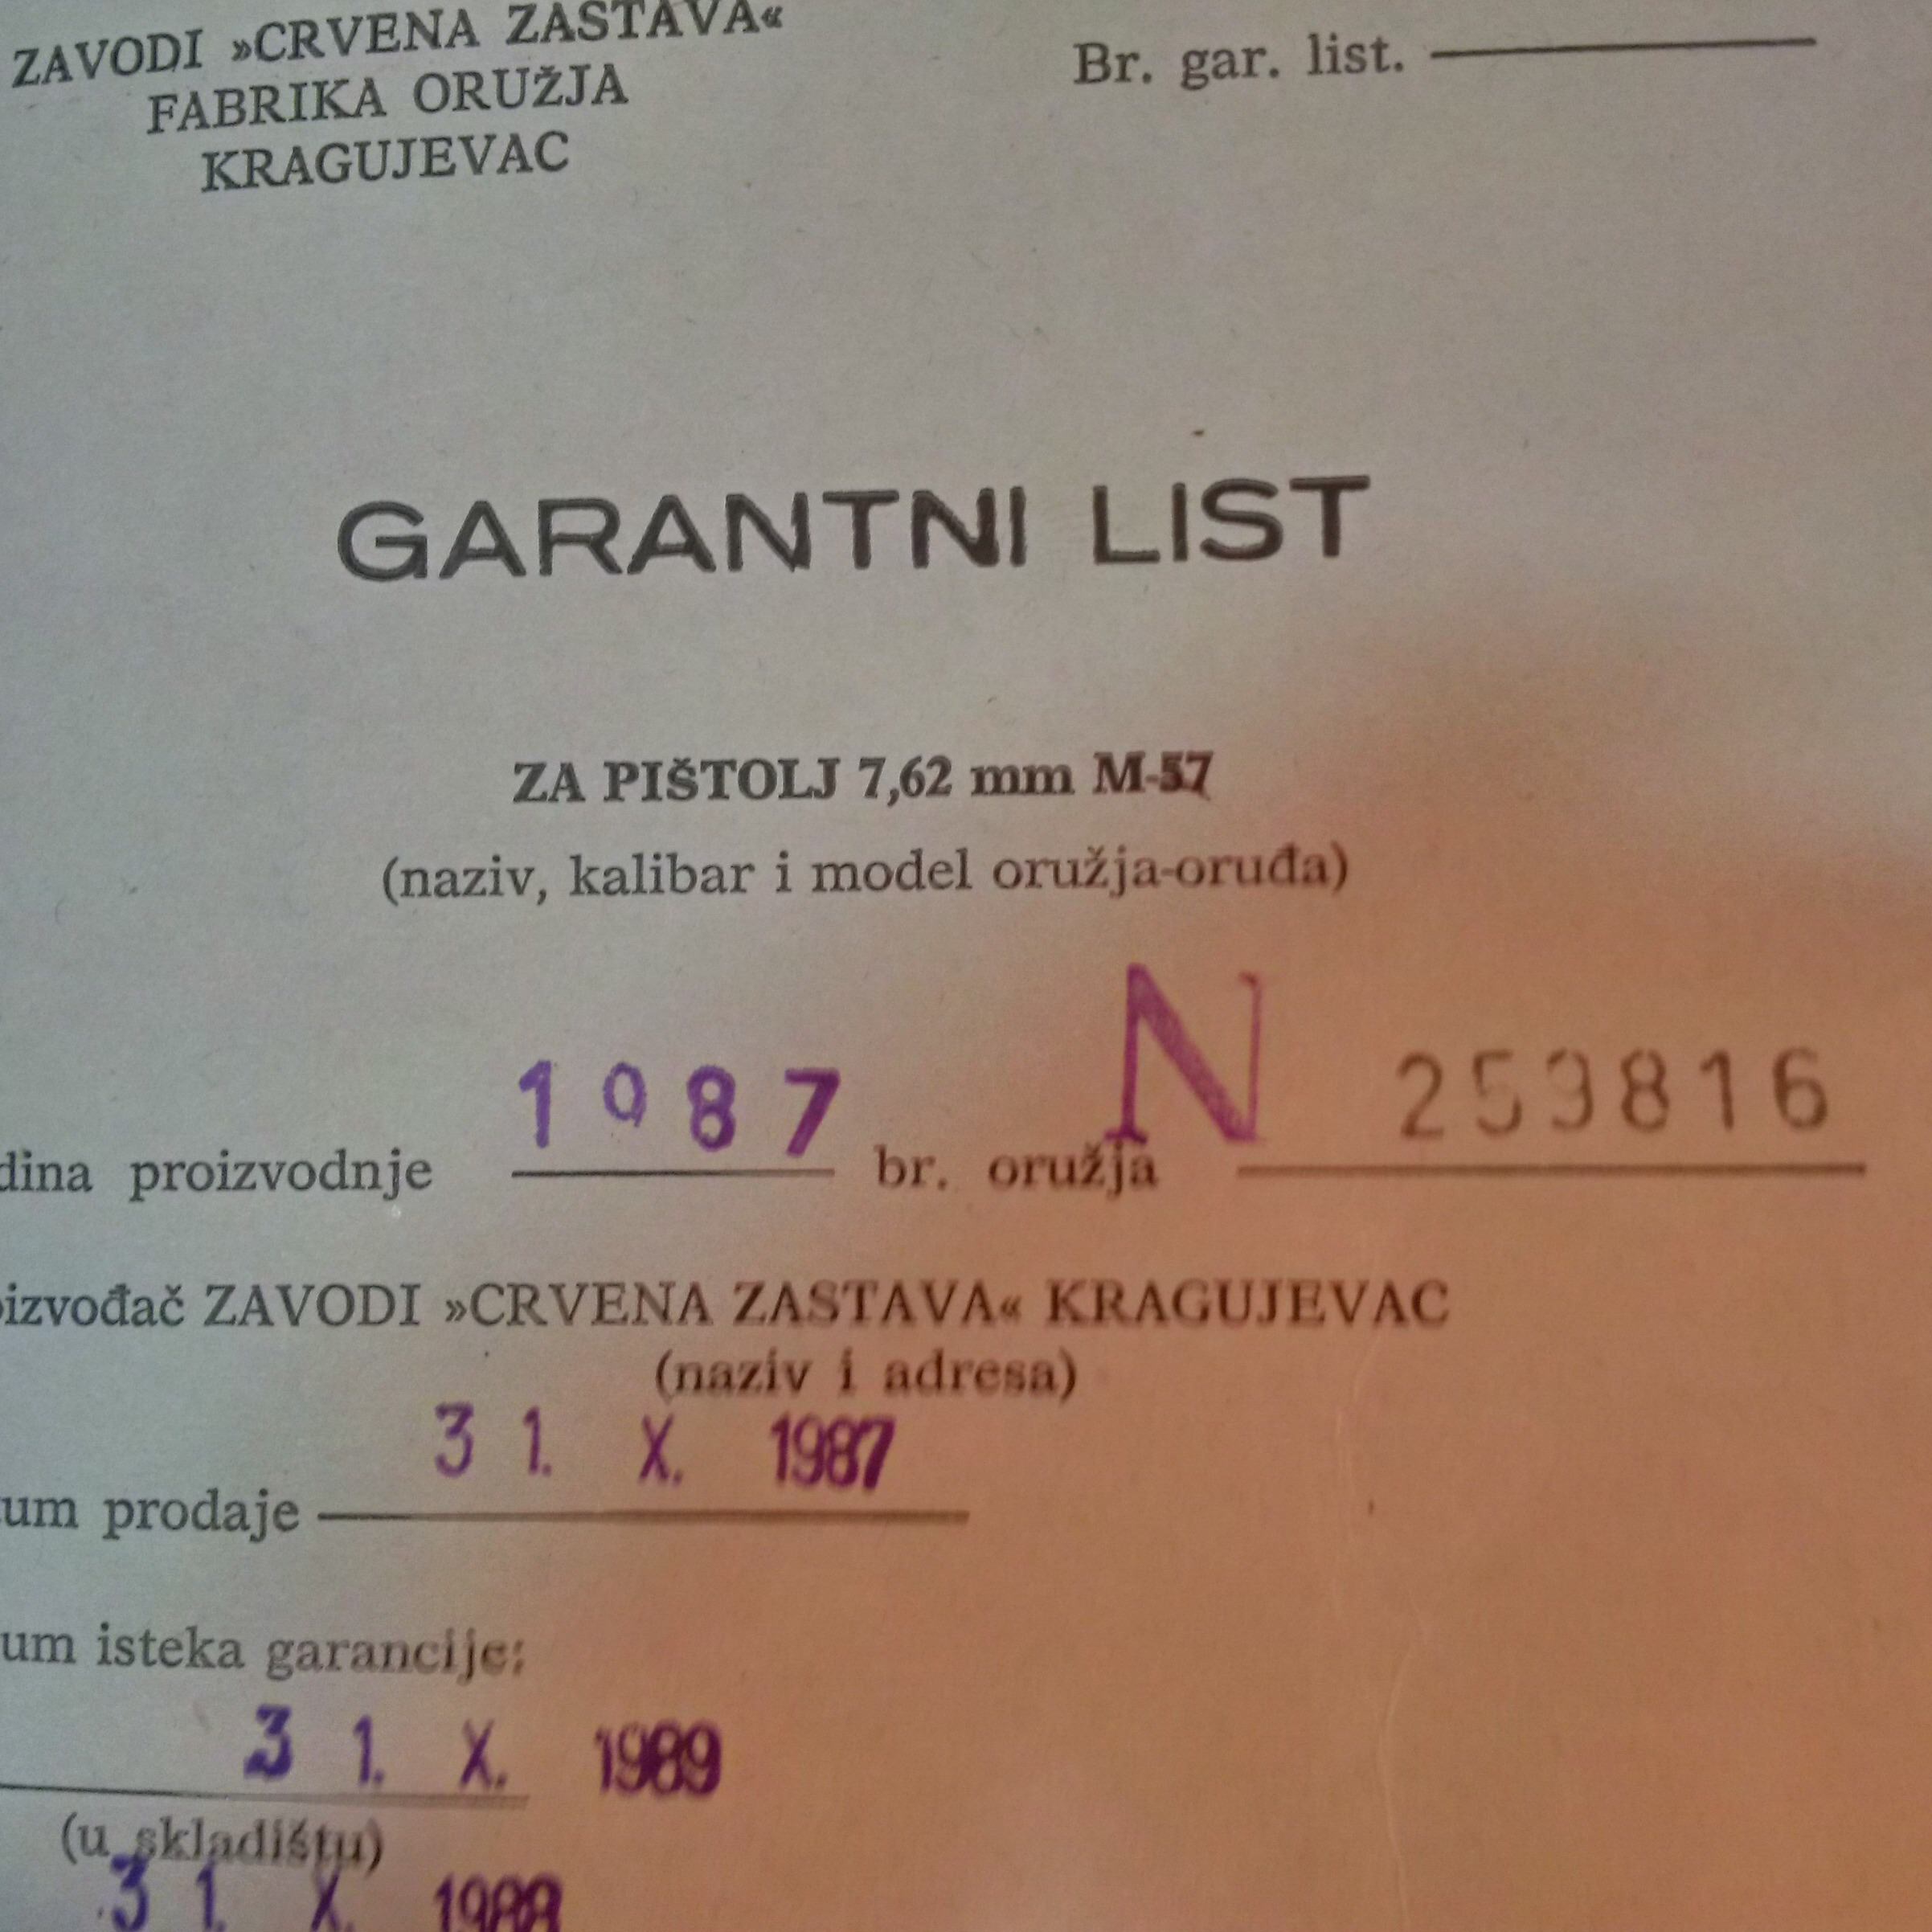 ZAVODI »CRVENA ZASTAVA«
FABRIKA ORUŽJA
KRAGUJEVAC
Br. gar. list.
GARANTNI LIST
ZA PIŠTOLJ 7,62 mm M-57
(naziv, kalibar i model oružja-oruđa)
dina proizvodnje 1987 br. oružja N 259816
izvođač ZAVODI »CRVENA ZASTAVA« KRAGUJEVAC
(naziv i adresa)
um prodaje 31. X. 1987
um isteka garancije:
31. X. 1989
(u skladištu)
31. X.